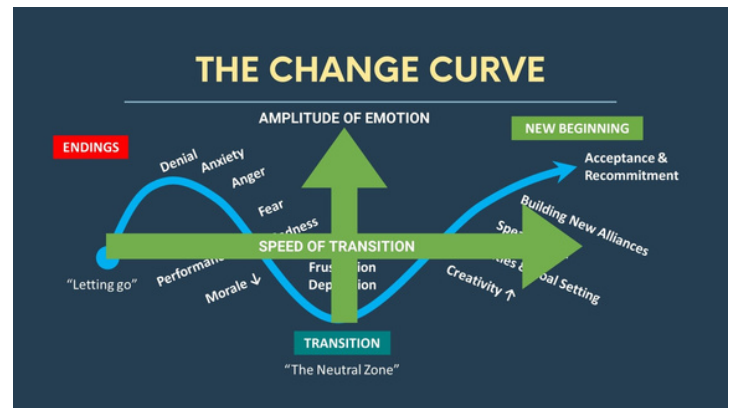 THE CHANGE CURVE
AMPLITUDE OF EMOTION
ENDINGS
NEW BEGINNING
Denial
Anxiety
Anger
Fear
Acceptance &
Recommitment
Building New Alliances
SPEED OF TRANSITION
"Letting go"
Morale ↓
Creativity ↑
Setting
TRANSITION
"The Neutral Zone"